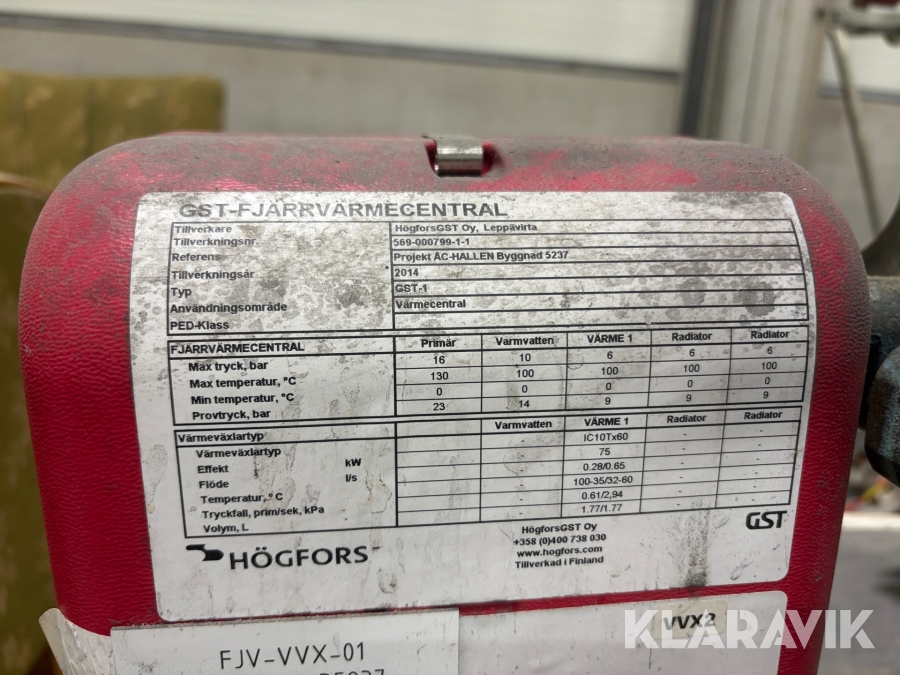 GST-FJÄRRVÄRMECENTRAL
Tillverkare HögforsGST Oy, Leppävirta
Tillverkningsnr. 569-000799-1-1
Referens Projekt ÄC-HALLEN Byggnad 5237
Tillverkningsår 2014
Typ GST-1
Användningsområde Värmecentral
PED-Klass
FJÄRRVÄRMECENTRAL Primär Varmvatten VÄRME 1 Radiator Radiator
Max tryck, bar 16 10 6 6 6
Max temperatur, °C 130 100 100 100 100
Min temperatur, °C 0 0 0 0 0
Provtryck, bar 23 14 9 9 9
Värmeväxlartyp Varmvatten VÄRME 1 Radiator Radiator
Värmeväxlartyp - - IC10Tx60 - -
Effekt kW - - 75 - -
Flöde l/s - - 0.28/0.65 - -
Temperatur, °C - - 100-35/32-60 - -
Tryckfall, prim/sek, kPa - - 0.61/2,94 - -
Volym, L - - 1.77/1.77 - -
HÖGFORS
HögforsGST Oy
+358 (0)400 738 030
www.hogfors.com
Tillverkad i Finland
GST
FJV-VVX-01
VVX2
KLARAVIK